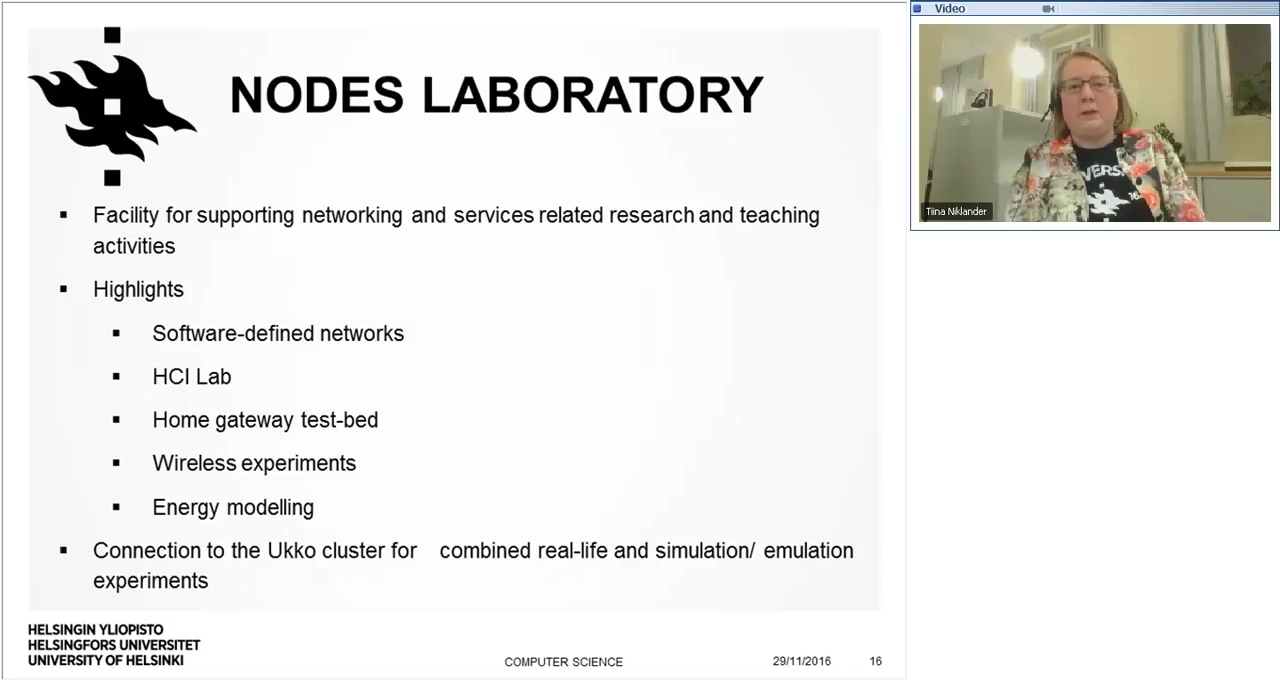 Video
NODES LABORATORY
Tiina Niklander
▪ Facility for supporting networking and services related research and teaching
activities
▪ Highlights
▪ Software-defined networks
▪ HCI Lab
▪ Home gateway test-bed
▪ Wireless experiments
▪ Energy modelling
▪ Connection to the Ukko cluster for combined real-life and simulation/ emulation
experiments
HELSINGIN YLIOPISTO
HELSINGFORS UNIVERSITET
UNIVERSITY OF HELSINKI
COMPUTER SCIENCE
29/11/2016
16